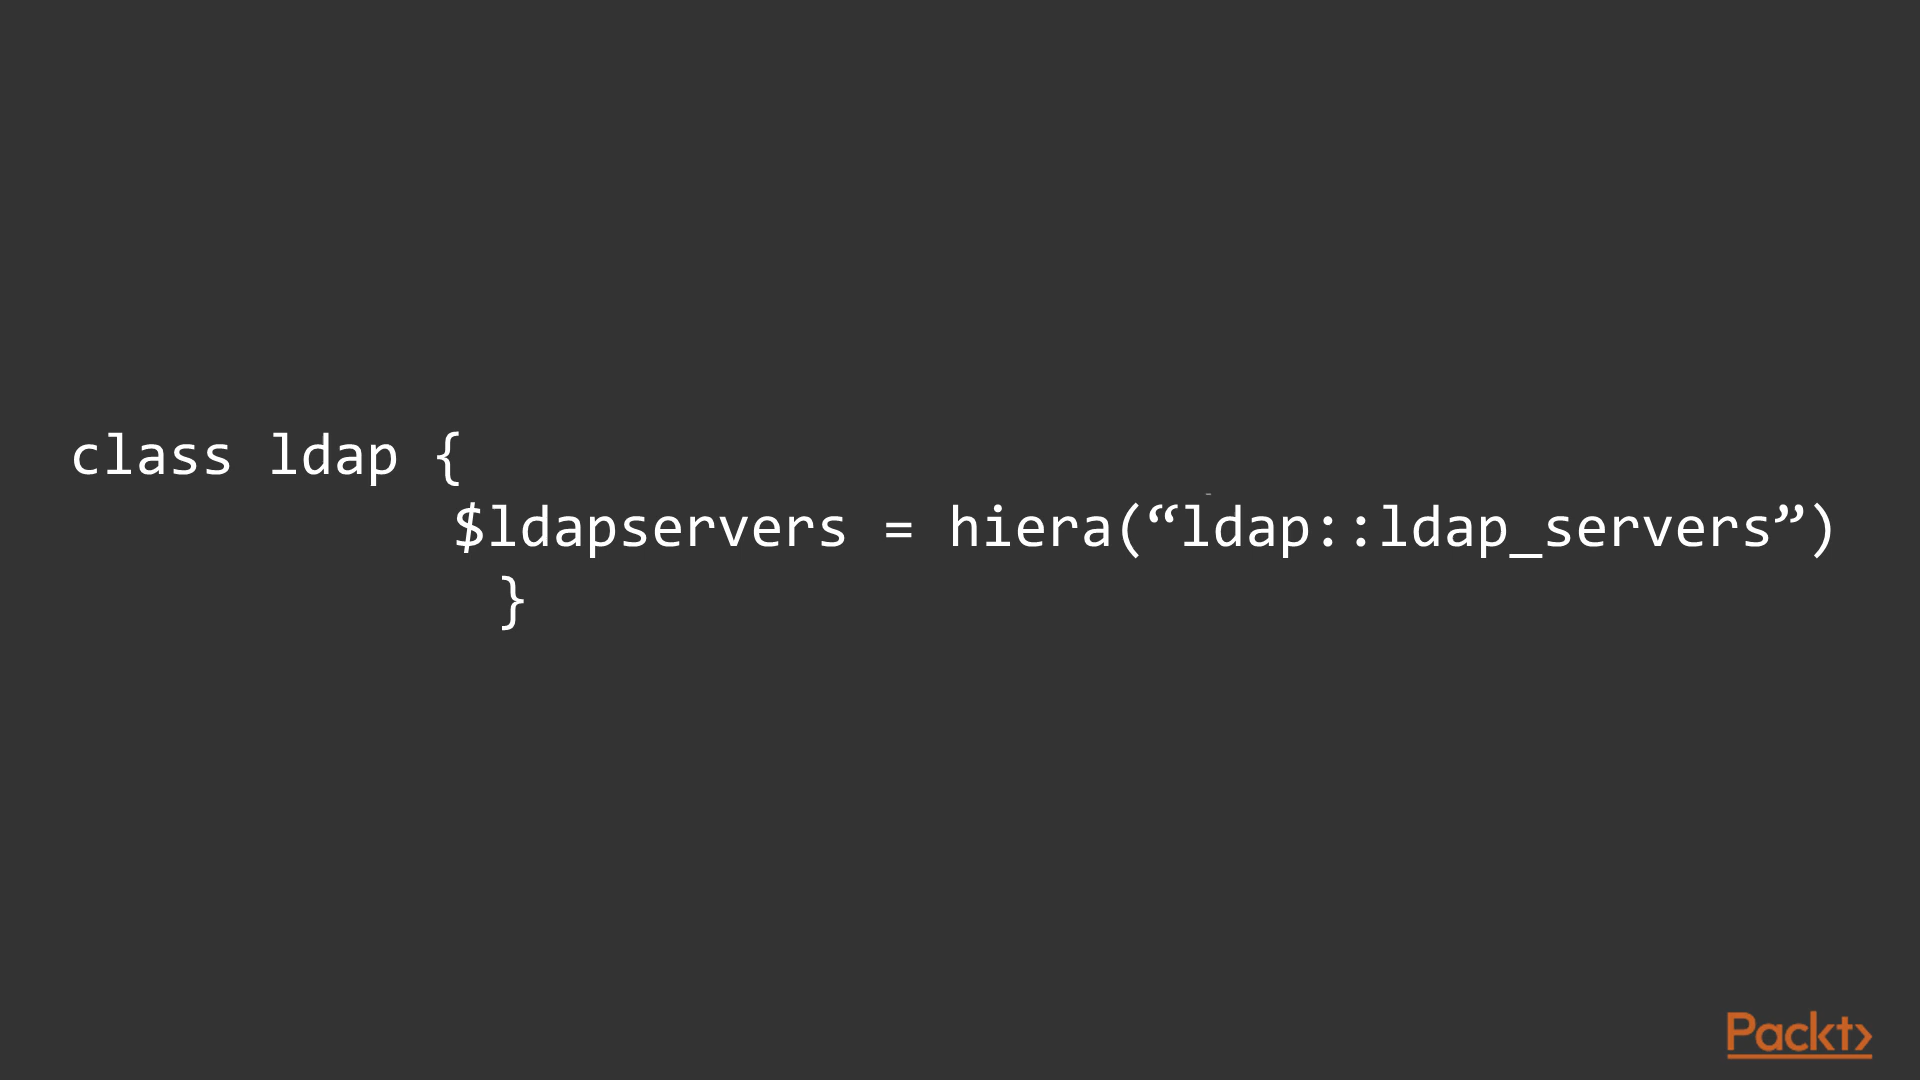 class ldap {
$ldapservers = hiera(“ldap::ldap_servers”)
}
Packt>